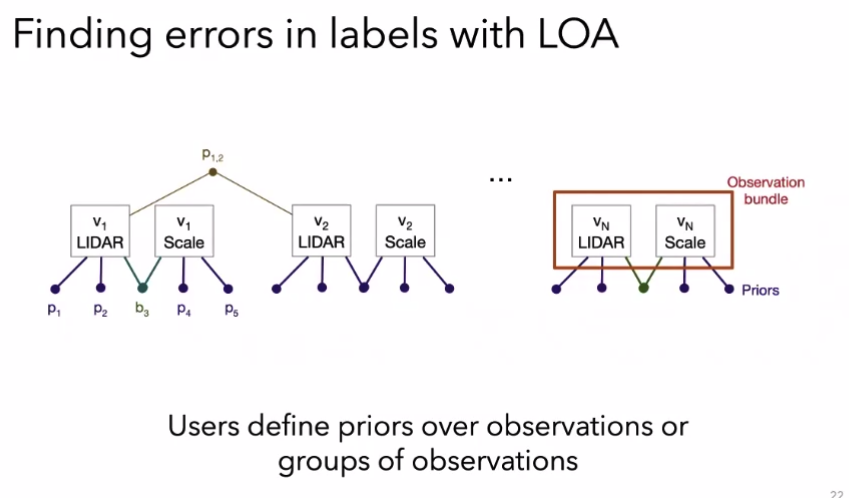 Finding errors in labels with LOA
p1,2
...
Observation
bundle
v1
LIDAR
v1
Scale
v2
LIDAR
v2
Scale
vN
LIDAR
vN
Scale
p1
p2
b3
p4
p5
Priors
Users define priors over observations or
groups of observations
22